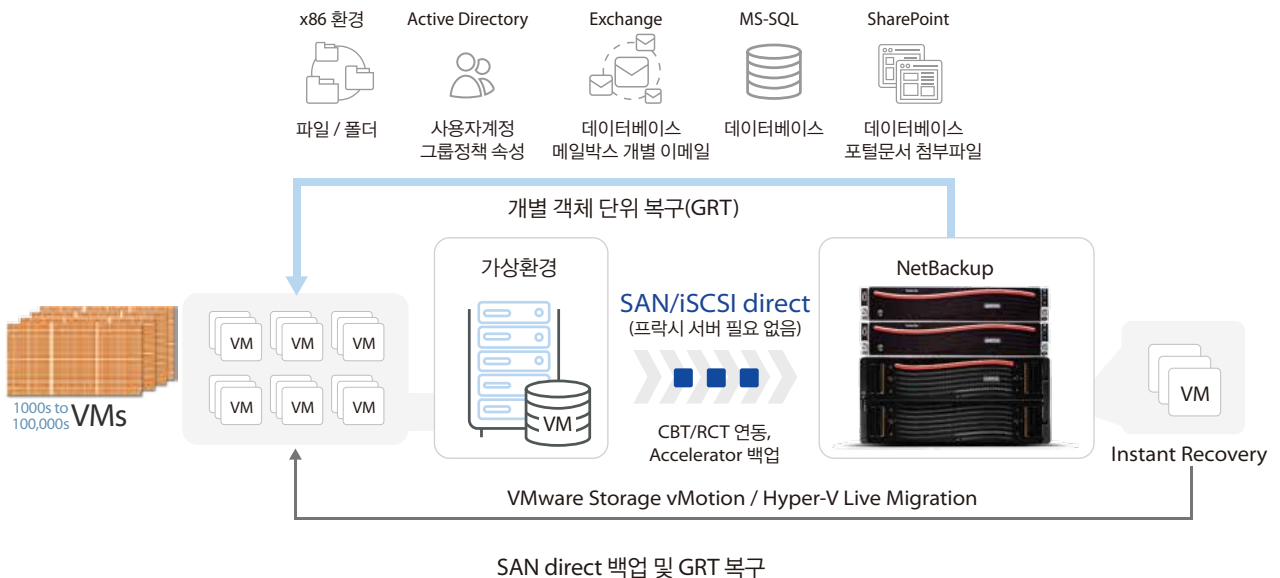 x86 환경
Active Directory
Exchange
MS-SQL
SharePoint
파일 / 폴더
사용자계정
그룹정책 속성
데이터베이스
메일박스 개별 이메일
데이터베이스
데이터베이스
포털문서 첨부파일
개별 객체 단위 복구(GRT)
1000s to
100,000s VMs
VM VM VM
VM VM VM
가상환경
VM
SAN/iSCSI direct
(프락시 서버 필요 없음)
CBT/RCT 연동,
Accelerator 백업
NetBackup
VM
Instant Recovery
VMware Storage vMotion / Hyper-V Live Migration
SAN direct 백업 및 GRT 복구